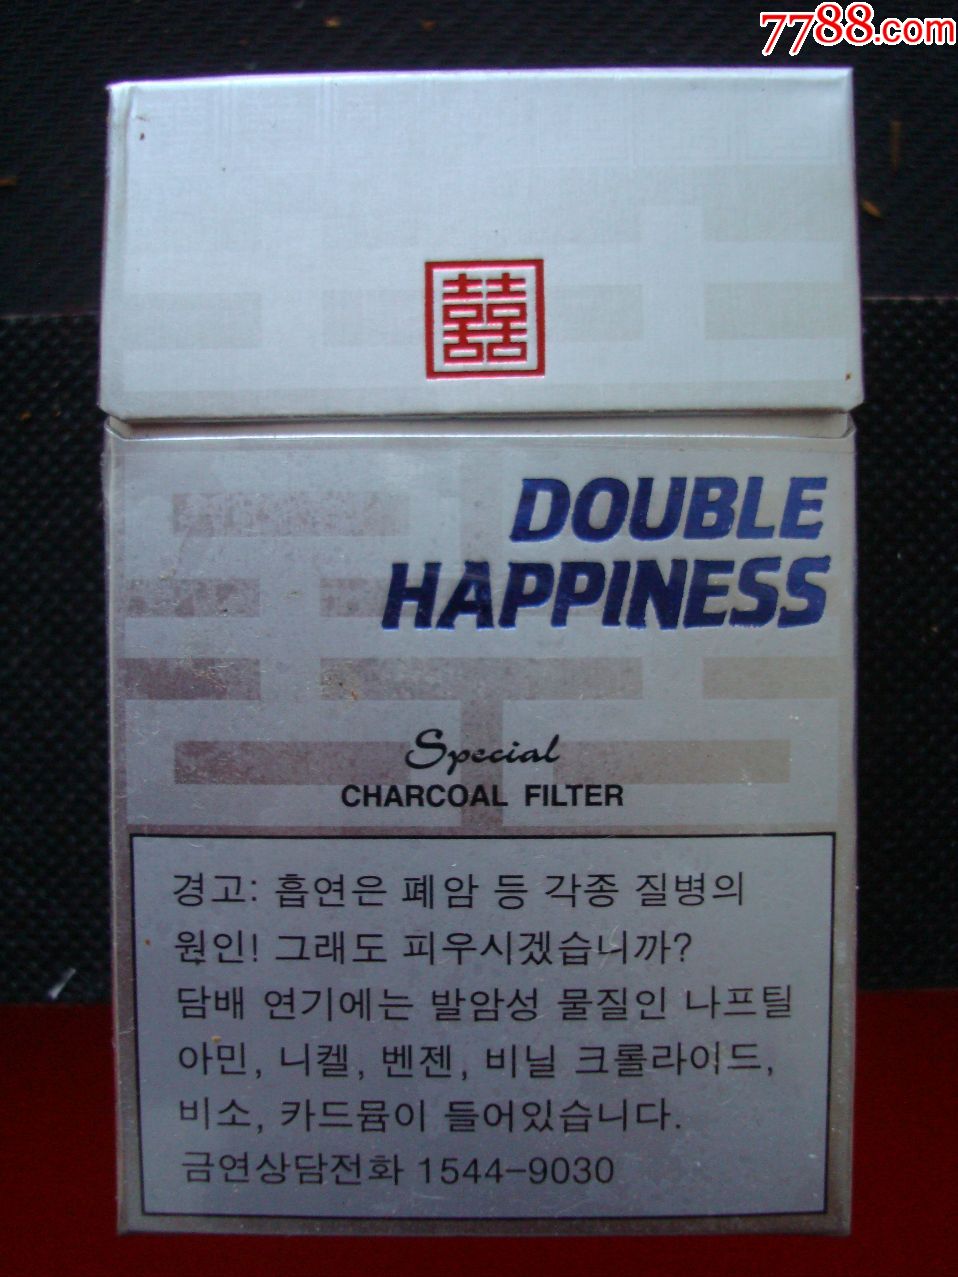 7788.com
囍
DOUBLE
HAPPINESS
Special
CHARCOAL FILTER
경고: 흡연은 폐암 등 각종 질병의
원인! 그래도 피우시겠습니까?
담배 연기에는 발암성 물질인 나프틸
아민, 니켈, 벤젠, 비닐 크롤라이드,
비소, 카드뮴이 들어있습니다.
금연상담전화 1544-9030